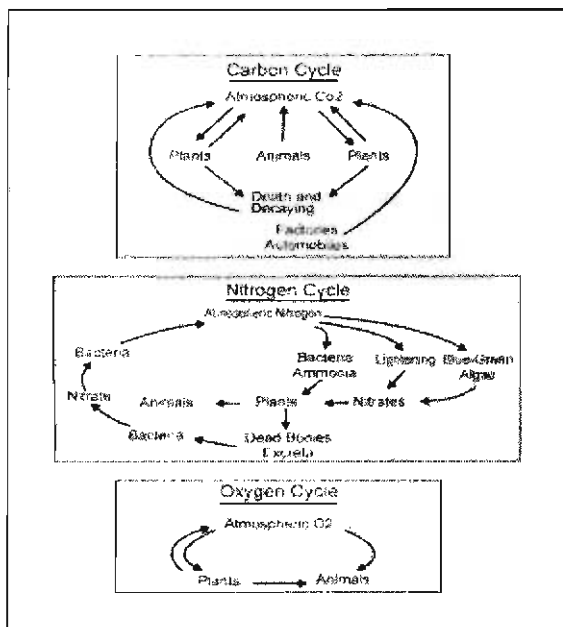 Carbon Cycle
Atmospheric Co2
Plants Animals Plants
Death and
Decaying
Factories
Automobiles
Nitrogen Cycle
Atmospheric Nitrogen
Bacteria
Bacteria Lightening Blue-Green
Ammocia Algae
Nitrate Animals Plants Nitrates
Bacteria Dead Bodies
Excreta
Oxygen Cycle
Atmospheric O2
Plants Animals